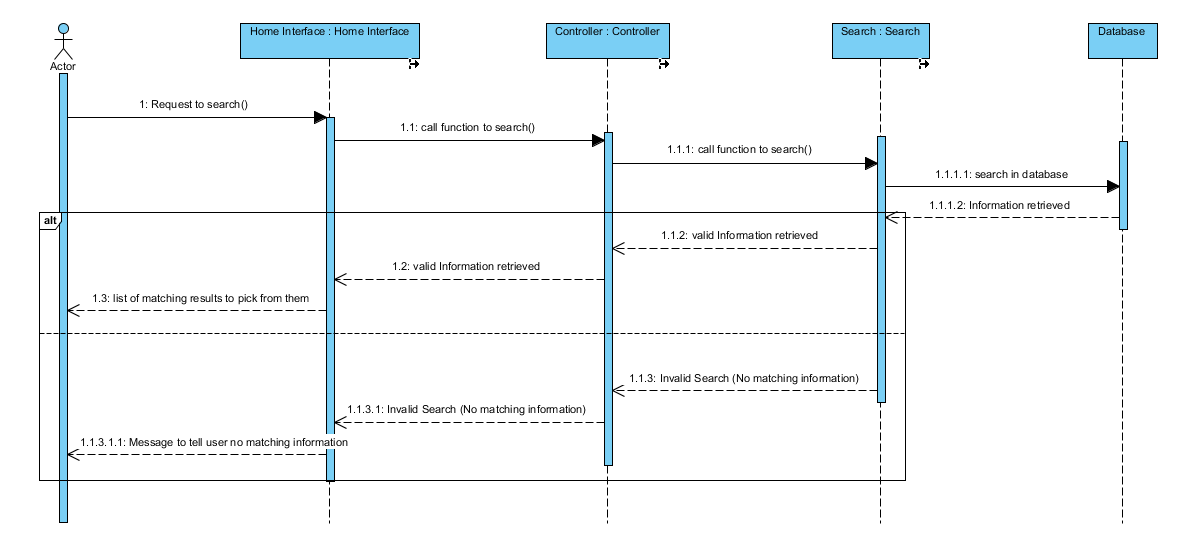 Actor
Home Interface : Home Interface
Controller : Controller
Search : Search
Database
1: Request to search()
1.1: call function to search()
1.1.1: call function to search()
1.1.1.1: search in database
1.1.1.2: Information retrieved
alt
1.1.2: valid Information retrieved
1.2: valid Information retrieved
1.3: list of matching results to pick from them
1.1.3: Invalid Search (No matching information)
1.1.3.1: Invalid Search (No matching information)
1.1.3.1.1: Message to tell user no matching information